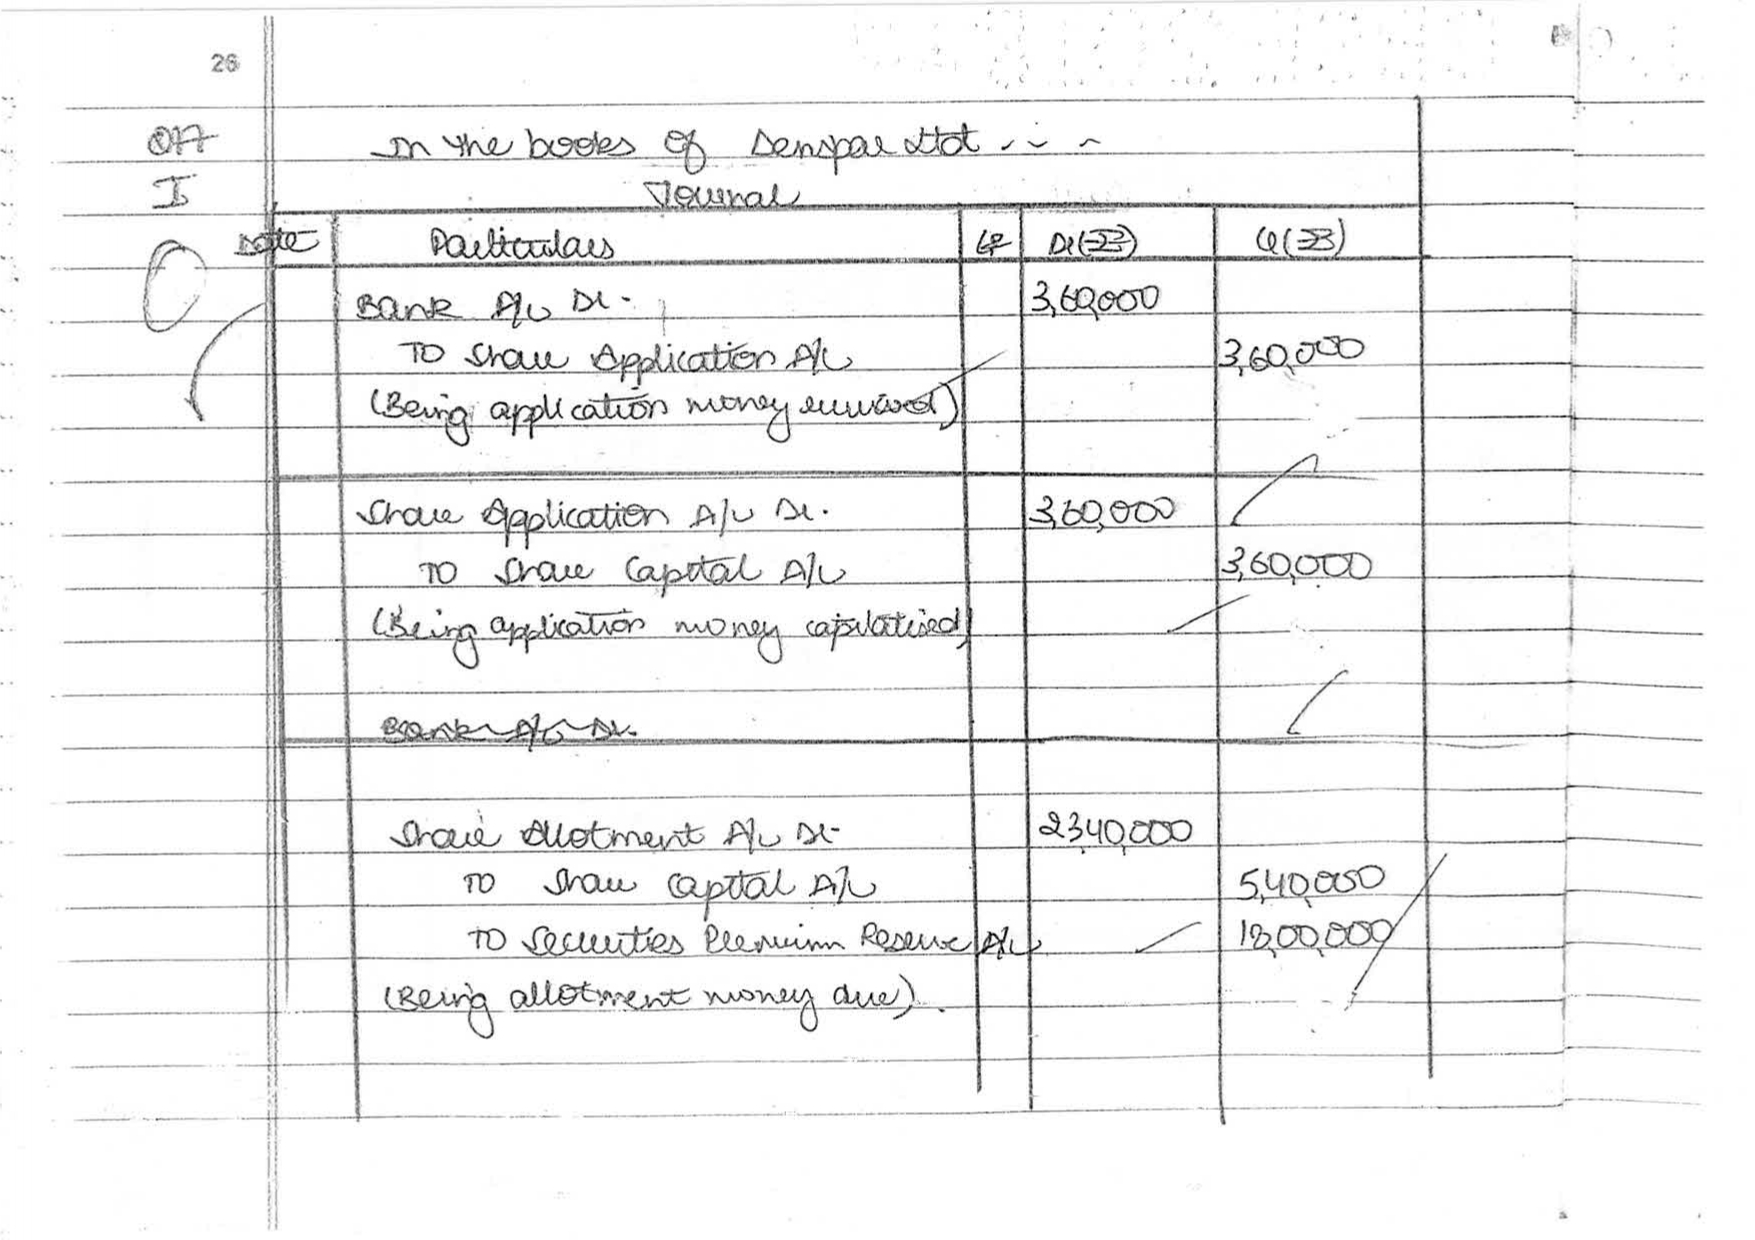 26
Q17 In the books of Denspar Ltd
I Journal
Date Particulars LF Dr(₹) Cr(₹)
Bank A/c Dr. 3,60,000
To Share Application A/c 3,60,000
(Being application money received)
Share Application A/c Dr. 3,60,000
To Share Capital A/c 3,60,000
(Being application money capitalised)
Bank A/c Dr.
Share Allotment A/c Dr 23,40,000
To Share Capital A/c 5,40,000
To Securities Premium Reserve A/c 18,00,000
(Being allotment money due).